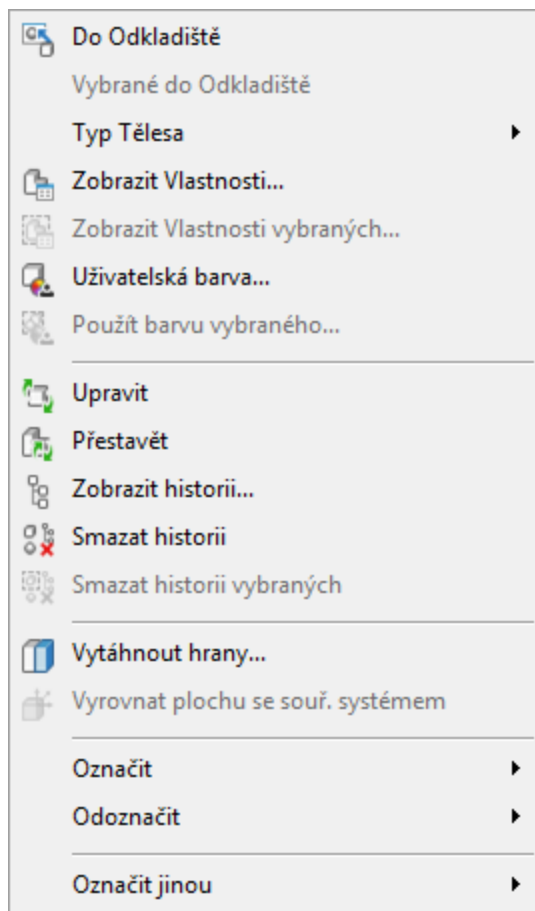 Do Odkladiště
Vybrané do Odkladiště
Typ Tělesa
Zobrazit Vlastnosti...
Zobrazit Vlastnosti vybraných...
Uživatelská barva...
Použít barvu vybraného...
Upravit
Přestavět
Zobrazit historii...
Smazat historii
Smazat historii vybraných
Vytáhnout hrany...
Vyrovnat plochu se souř. systémem
Označit
Odoznačit
Označit jinou